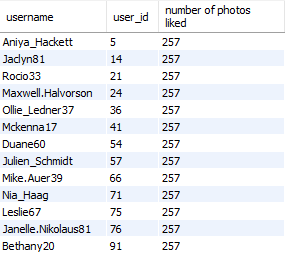 username user_id number of photos liked
Aniya_Hackett 5 257
Jaclyn81 14 257
Rocio33 21 257
Maxwell.Halvorson 24 257
Ollie_Ledner37 36 257
Mckenna17 41 257
Duane60 54 257
Julien_Schmidt 57 257
Mike.Auer39 66 257
Nia_Haag 71 257
Leslie67 75 257
Janelle.Nikolaus81 76 257
Bethany20 91 257